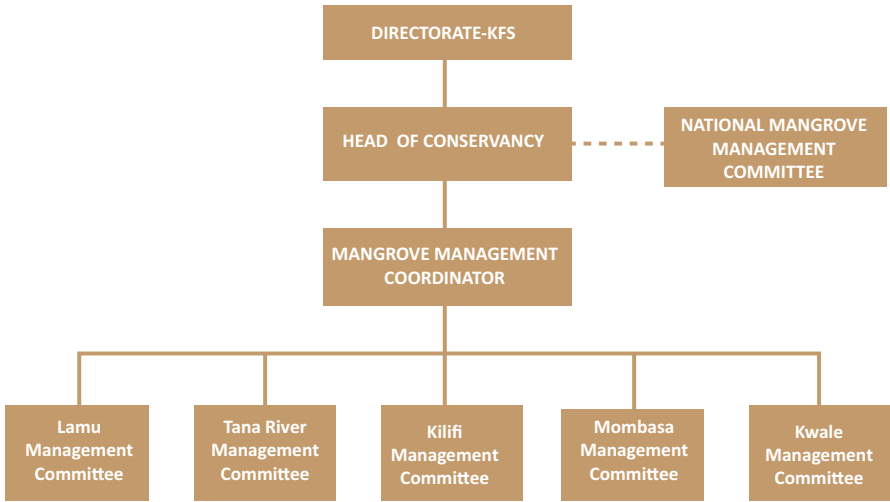 DIRECTORATE-KFS
HEAD OF CONSERVANCY
NATIONAL MANGROVE
MANAGEMENT
COMMITTEE
MANGROVE MANAGEMENT
COORDINATOR
Lamu
Management
Committee
Tana River
Management
Committee
Kilifi
Management
Committee
Mombasa
Management
Committee
Kwale
Management
Committee